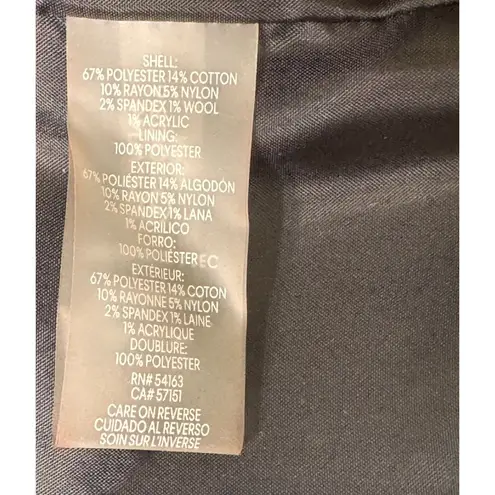 SHELL:
67% POLYESTER 14% COTTON
10% RAYON 5% NYLON
2% SPANDEX 1% WOOL
1% ACRYLIC
LINING:
100% POLYESTER
EXTERIOR:
67% POLIÉSTER 14% ALGODÓN
10% RAYON 5% NYLON
2% SPANDEX 1% LANA
1% ACRÍLICO
FORRO:
100% POLIÉSTER EC
EXTÉRIEUR:
67% POLYESTER 14% COTON
10% RAYONNE 5% NYLON
2% SPANDEX 1% LAINE
1% ACRYLIQUE
DOUBLURE:
100% POLYESTER
RN# 54163
CA# 57151
CARE ON REVERSE
CUIDADO AL REVERSO
SOIN SUR L'INVERSE